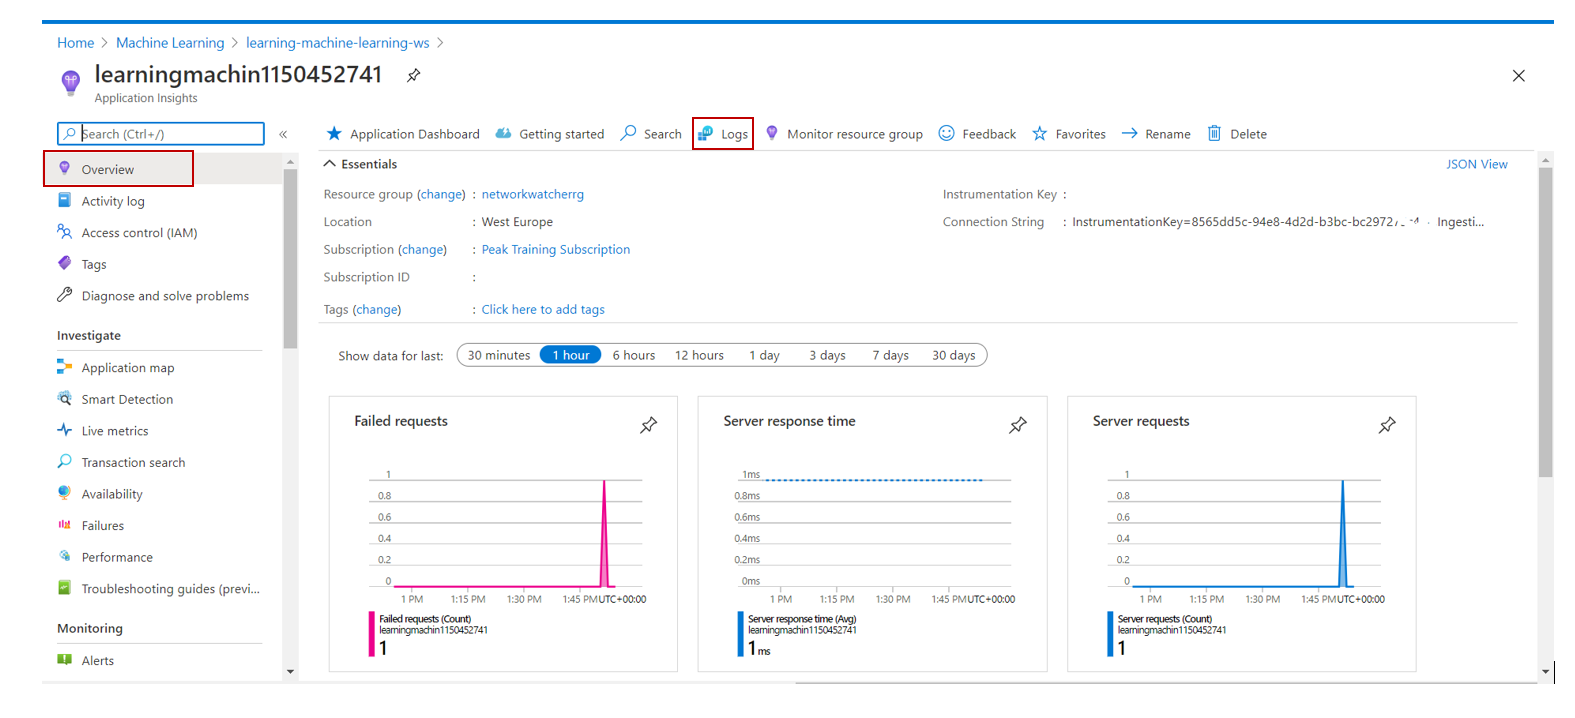 Home > Machine Learning > learning-machine-learning-ws >
learningmachin1150452741
Application Insights
Search (Ctrl+/)
«
Overview
Activity log
Access control (IAM)
Tags
Diagnose and solve problems
Investigate
Application map
Smart Detection
Live metrics
Transaction search
Availability
Failures
Performance
Troubleshooting guides (previ...
Monitoring
Alerts
Application Dashboard Getting started Search Logs Monitor resource group Feedback Favorites Rename Delete
Essentials
JSON View
Resource group (change) : networkwatcherrg
Location : West Europe
Subscription (change) : Peak Training Subscription
Subscription ID :
Tags (change) : Click here to add tags
Instrumentation Key :
Connection String : InstrumentationKey=8565dd5c-94e8-4d2d-b3bc-bc2972 Ingesti...
Show data for last: 30 minutes 1 hour 6 hours 12 hours 1 day 3 days 7 days 30 days
Failed requests
1
0.8
0.6
0.4
0.2
0
1 PM 1:15 PM 1:30 PM 1:45 PM UTC+00:00
Failed requests (Count)
learningmachin1150452741
1
Server response time
1ms
0.8ms
0.6ms
0.4ms
0.2ms
0ms
1 PM 1:15 PM 1:30 PM 1:45 PM UTC+00:00
Server response time (Avg)
learningmachin1150452741
1 ms
Server requests
1
0.8
0.6
0.4
0.2
0
1 PM 1:15 PM 1:30 PM 1:45 PM UTC+00:00
Server requests (Count)
learningmachin1150452741
1